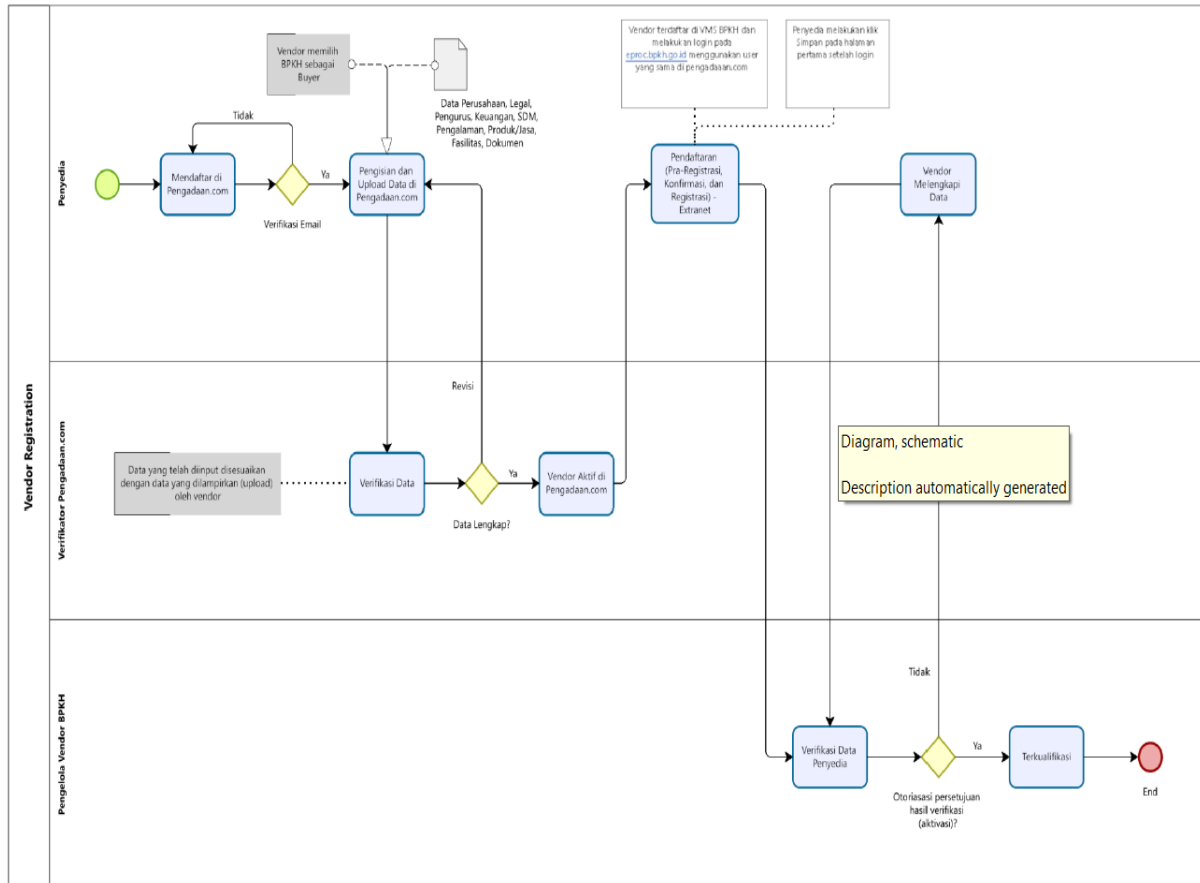 Vendor Registration
Penyedia
Vendor memilih
BPKH sebagai
Buyer
Data Perusahaan, Legal,
Pengurus, Keuangan, SDM,
Pengalaman, Produk/Jasa,
Fasilitas, Dokumen
Vendor terdaftar di VMS BPKH dan
melakukan login pada
eproc.bpkh.go.id menggunakan user
yang sama di pengadaaan.com
Penyedia melakukan klik
Simpan pada halaman
pertama setelah login
Tidak
Mendaftar di
Pengadaan.com
Verifikasi Email
Ya
Pengisian dan
Upload Data di
Pengadaan.com
Pendaftaran
(Pra-Registrasi,
Konfirmasi, dan
Registrasi) -
Extranet
Vendor
Melengkapi
Data
Verifikator Pengadaan.com
Revisi
Data yang telah diinput disesuaikan
dengan data yang dilampirkan (upload)
oleh vendor
Verifikasi Data
Data Lengkap?
Ya
Vendor Aktif di
Pengadaan.com
Diagram, schematic
Description automatically generated
Pengelola Vendor BPKH
Tidak
Verifikasi Data
Penyedia
Otoriasasi persetujuan
hasil verifikasi
(aktivasi)?
Ya
Terkualifikasi
End